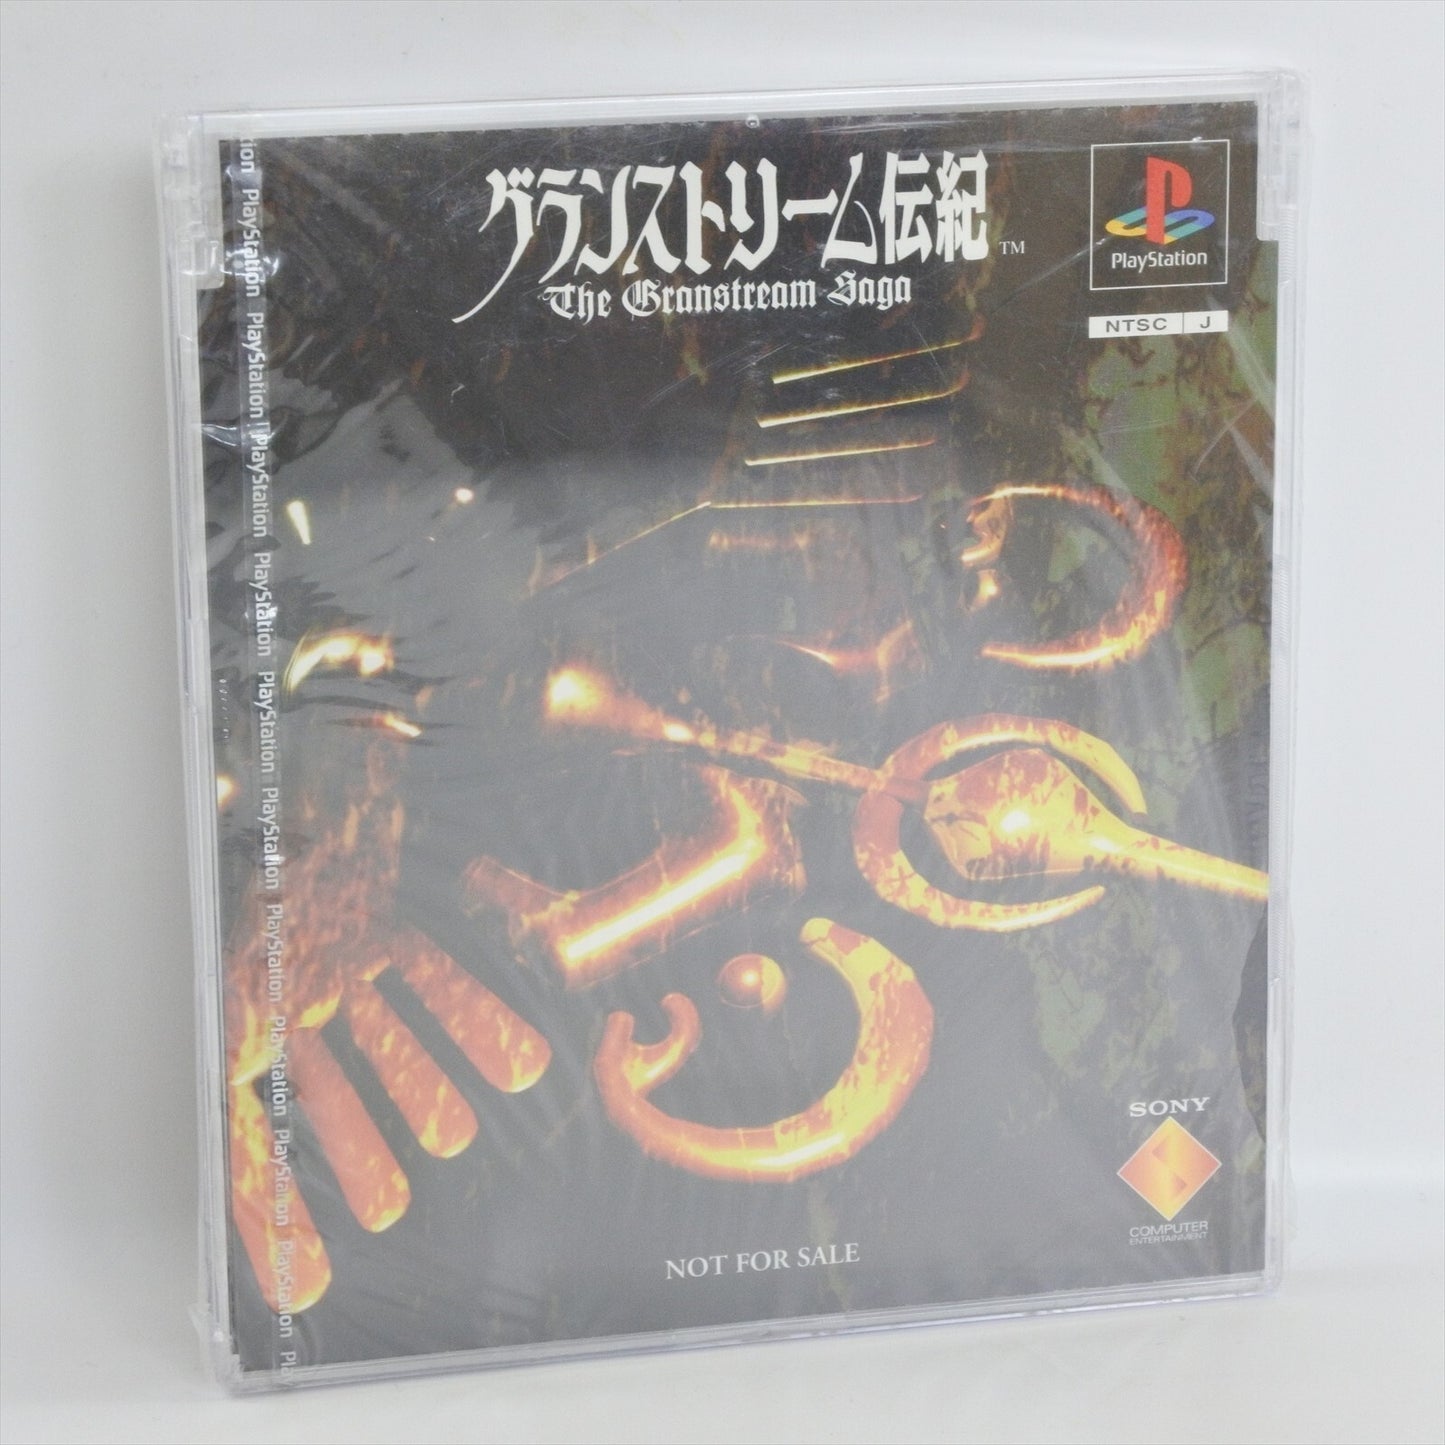 グランストリーム伝紀 TM
The Granstream Saga
PlayStation
NTSC J
PlayStation PlayStation PlayStation PlayStation PlayStation PlayStation PlayStation PlayStation PlayStation PlayStation
SONY
COMPUTER
ENTERTAINMENT
NOT FOR SALE